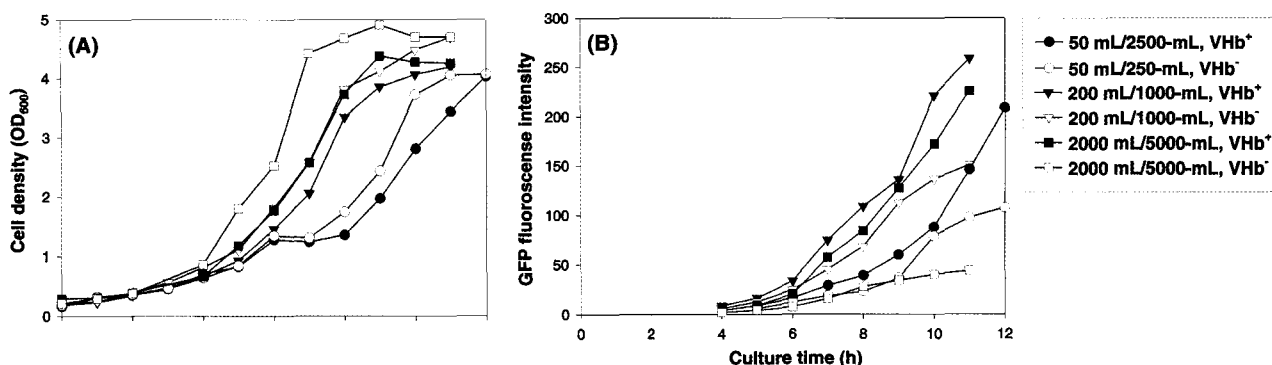 (A)
Cell density (OD600)
5
4
3
2
1
0
(B)
GFP fluoroscense intensity
300
250
200
150
100
50
0
0 2 4 6 8 10 12
Culture time (h)
50 mL/2500-mL, VHb+
50 mL/250-mL, VHb-
200 mL/1000-mL, VHb+
200 mL/1000-mL, VHb-
2000 mL/5000-mL, VHb+
2000 mL/5000-mL, VHb-